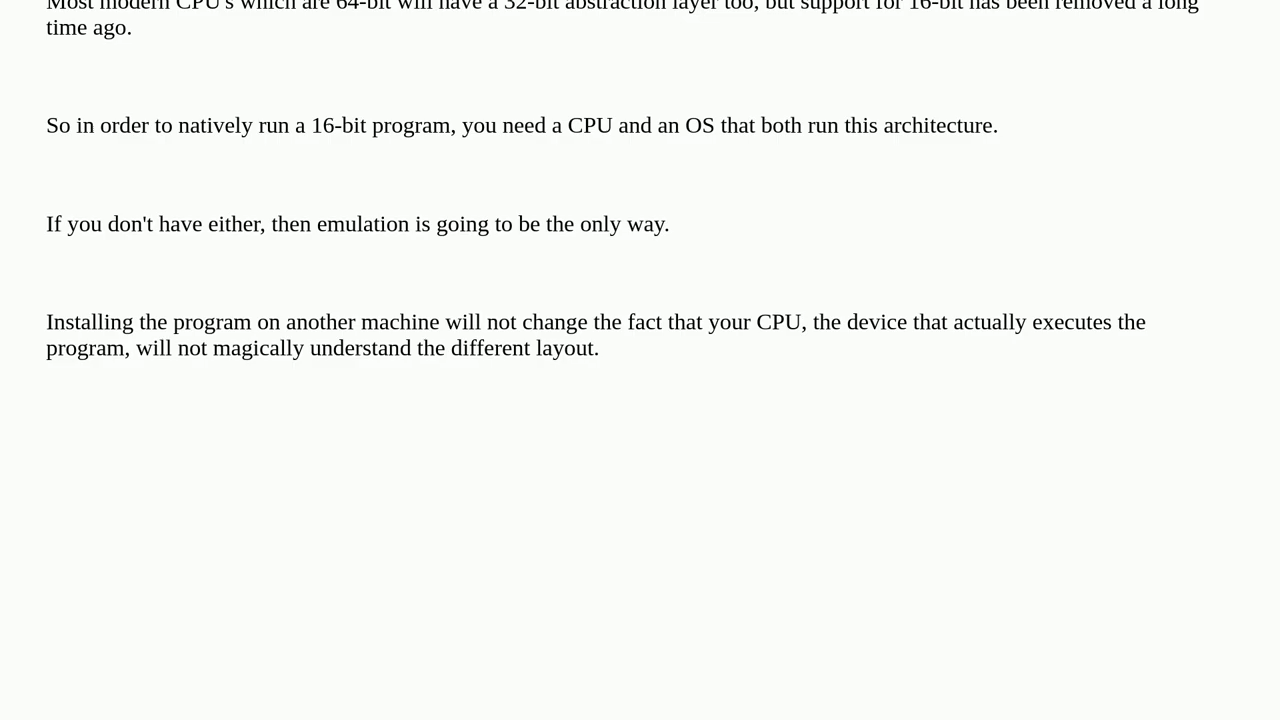 Most modern CPU's which are 64-bit will have a 32-bit abstraction layer too, but support for 16-bit has been removed a long
time ago.
So in order to natively run a 16-bit program, you need a CPU and an OS that both run this architecture.
If you don't have either, then emulation is going to be the only way.
Installing the program on another machine will not change the fact that your CPU, the device that actually executes the
program, will not magically understand the different layout.